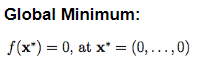 Global Minimum:
f(x*) = 0, at x* = (0, . . . , 0)